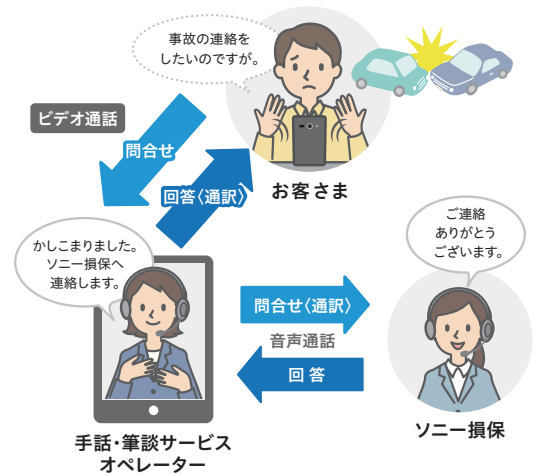 事故の連絡を
したいのですが。
ビデオ通話
問合せ
回答〈通訳〉
お客さま
かしこまりました。
ソニー損保へ
連絡します。
ご連絡
ありがとう
ございます。
問合せ〈通訳〉
音声通話
回答
手話・筆談サービス
オペレーター
ソニー損保